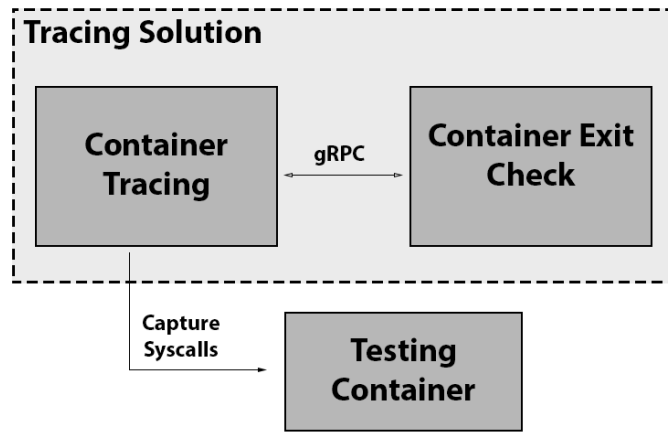 Tracing Solution
Container
Tracing
gRPC
Container Exit
Check
Capture
Syscalls
Testing
Container